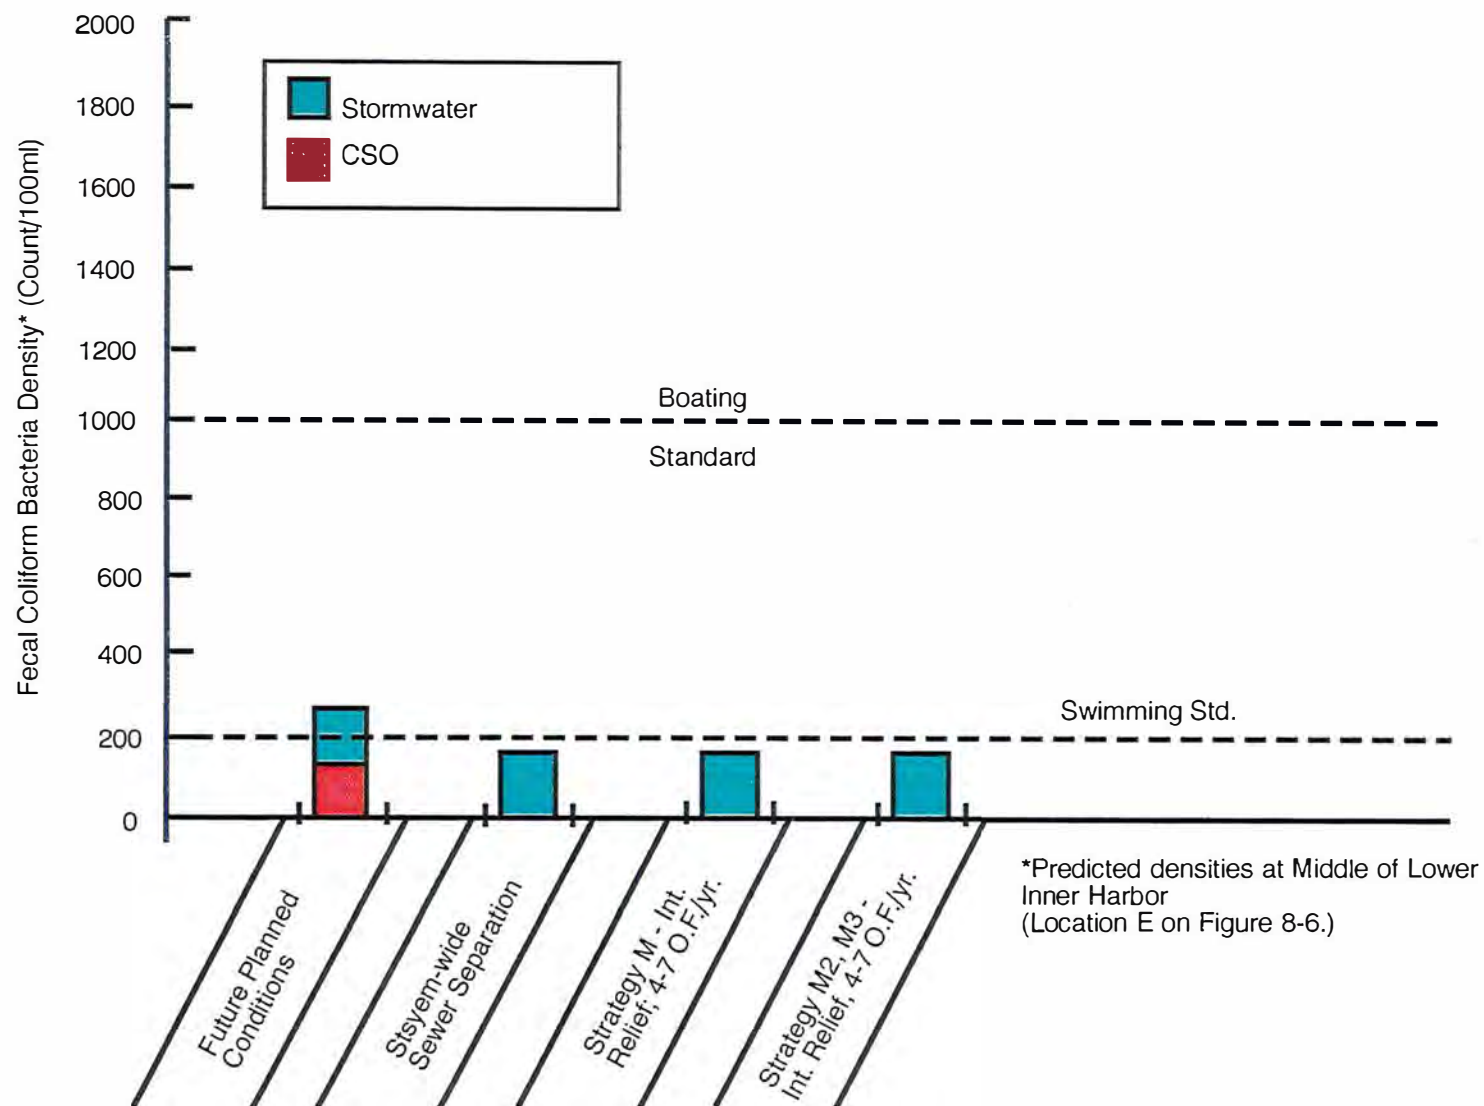 Fecal Coliform Bacteria Density* (Count/100ml)
2000
1800
1600
1400
1200
1000
800
600
400
200
0
Stormwater
CSO
Boating
Standard
Swimming Std.
Future Planned
Conditions
Stsyem-wide
Sewer Separation
Strategy M - Int.
Relief; 4-7 O.F./yr.
Strategy M2, M3 -
Int. Relief, 4-7 O.F./yr.
*Predicted densities at Middle of Lower
Inner Harbor
(Location E on Figure 8-6.)